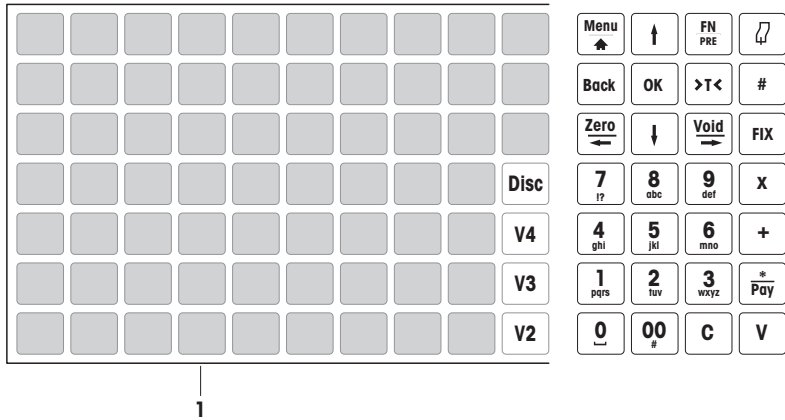 Menu FN
PRE
Back OK >T< #
Zero Void FIX
Disc 7 8 9 x
!? abc def
V4 4 5 6 +
ghi jkl mno
V3 1 2 3 *
pqrs tuv wxyz Pay
V2 0 00 C V
#
1